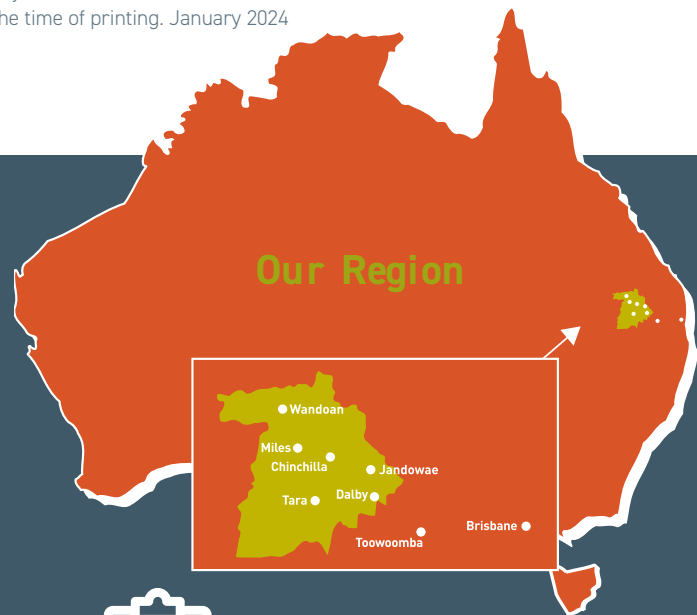 he time of printing. January 2024
Our Region
Wandoan
Miles
Chinchilla
Jandowae
Tara
Dalby
Brisbane
Toowoomba